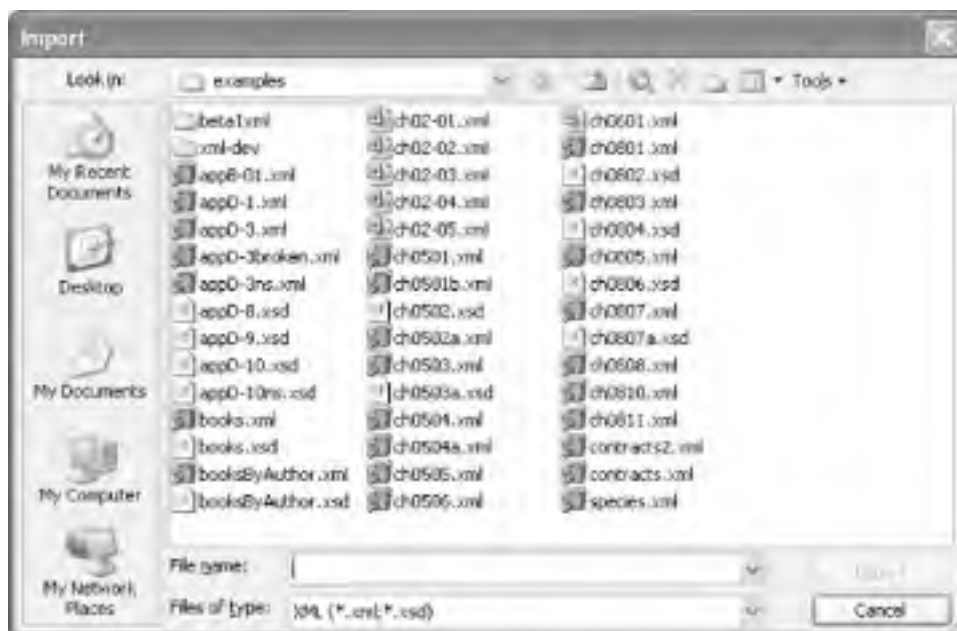 Import
Look in:
examples
Tools
My Recent
Documents
Desktop
My Documents
My Computer
My Network
Places
beta1xml
xml-dev
appB-01.xml
appD-1.xml
appD-3.xml
appD-3broken.xml
appD-3ns.xml
appD-8.xsd
appD-9.xsd
appD-10.xsd
appD-10ns.xsd
books.xml
books.xsd
booksByAuthor.xml
booksByAuthor.xsd
ch02-01.xml
ch02-02.xml
ch02-03.xml
ch02-04.xml
ch02-05.xml
ch0501.xml
ch0501b.xml
ch0502.xsd
ch0502a.xml
ch0503.xml
ch0503a.xsd
ch0504.xml
ch0504a.xml
ch0505.xml
ch0506.xml
ch0601.xml
ch0801.xml
ch0802.xsd
ch0803.xml
ch0804.xsd
ch0805.xml
ch0806.xsd
ch0807.xml
ch0807a.xsd
ch0808.xml
ch0810.xml
ch0811.xml
contracts2.xml
contracts.xml
species.xml
File name:
Files of type:
XML (*.xml;*.xsd)
Cancel